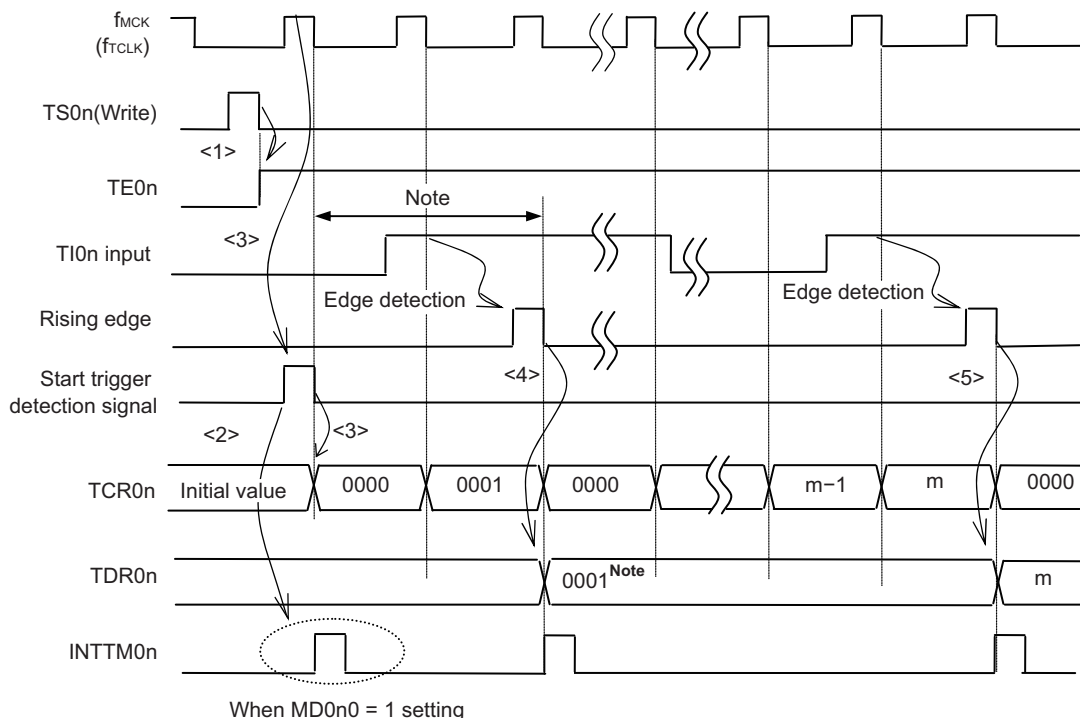 fMCK
(fTCLK)
TS0n(Write)
<1>
TE0n
Note
<3>
TI0n input
Edge detection
Edge detection
Rising edge
<4>
<5>
Start trigger
detection signal
<2>
<3>
TCR0n
Initial value
0000
0001
0000
m−1
m
0000
TDR0n
0001Note
m
INTTM0n
When MD0n0 = 1 setting